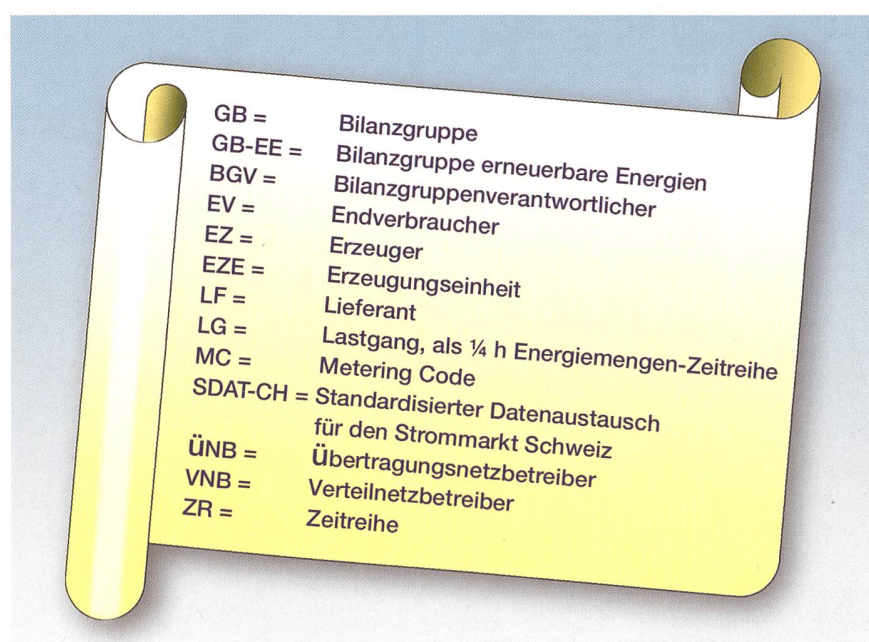 GB = Bilanzgruppe
GB-EE = Bilanzgruppe erneuerbare Energien
BGV = Bilanzgruppenverantwortlicher
EV = Endverbraucher
EZ = Erzeuger
EZE = Erzeugungseinheit
LF = Lieferant
LG = Lastgang, als ¼ h Energiemengen-Zeitreihe
MC = Metering Code
SDAT-CH = Standardisierter Datenaustausch
für den Strommarkt Schweiz
ÜNB = Übertragungsnetzbetreiber
VNB = Verteilnetzbetreiber
ZR = Zeitreihe